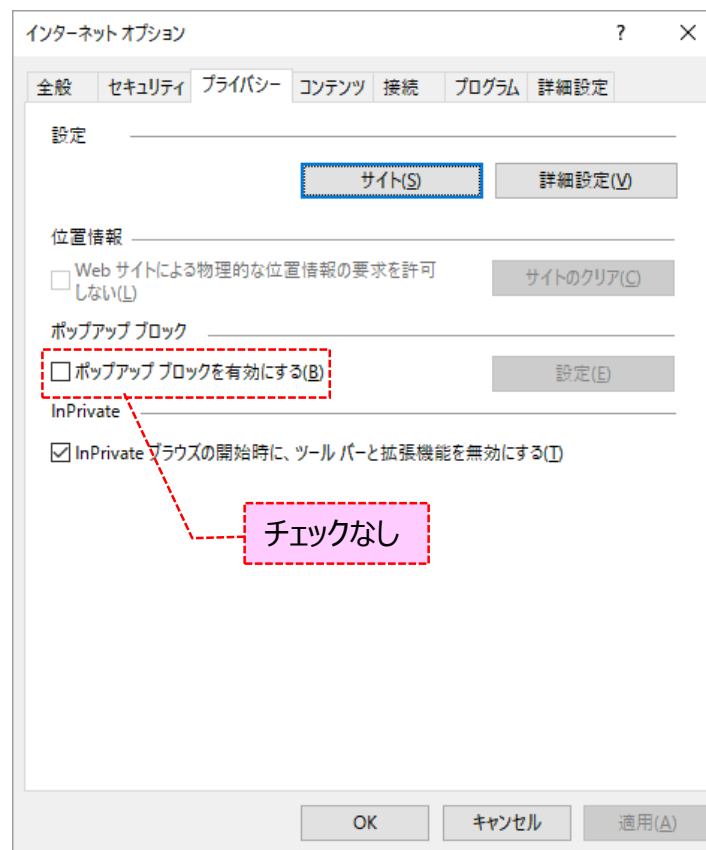 インターネット オプション ? ×
全般 セキュリティ プライバシー コンテンツ 接続 プログラム 詳細設定
設定
サイト(S) 詳細設定(V)
位置情報
Web サイトによる物理的な位置情報の要求を許可
しない(L)
サイトのクリア(C)
ポップアップ ブロック
ポップアップ ブロックを有効にする(B) 設定(E)
InPrivate
InPrivate ブラウズの開始時に、ツール バーと拡張機能を無効にする(T)
チェックなし
OK キャンセル 適用(A)